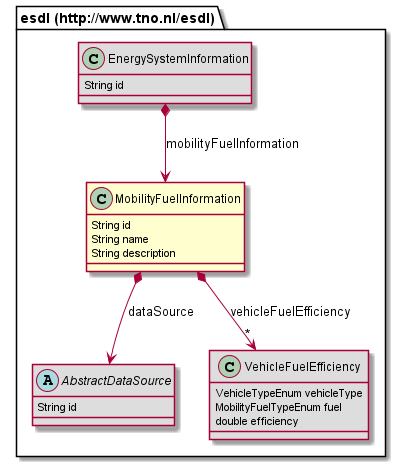 esdl (http://www.tno.nl/esdl)
C EnergySystemInformation
String id
mobilityFuelInformation
C MobilityFuelInformation
String id
String name
String description
dataSource
vehicleFuelEfficiency
*
A AbstractDataSource
String id
C VehicleFuelEfficiency
VehicleTypeEnum vehicleType
MobilityFuelTypeEnum fuel
double efficiency